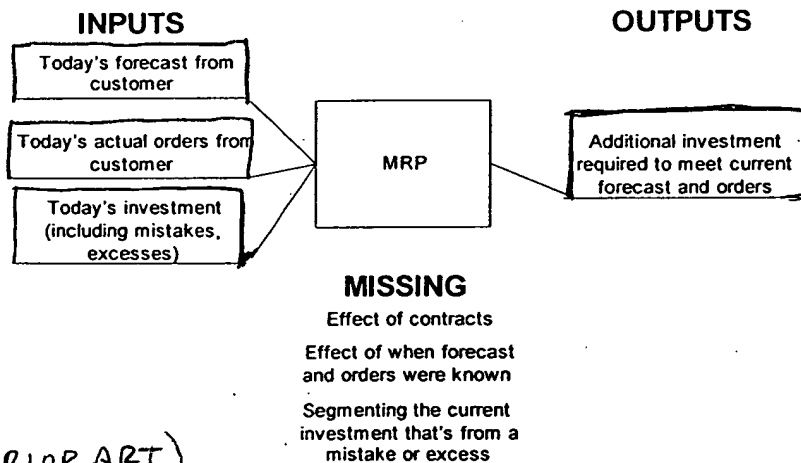 INPUTS
OUTPUTS
Today's forecast from
customer
Today's actual orders from
customer
Today's investment
(including mistakes,
excesses)
MRP
Additional investment
required to meet current
forecast and orders
MISSING
Effect of contracts
Effect of when forecast
and orders were known
Segmenting the current
investment that's from a
mistake or excess
ART)